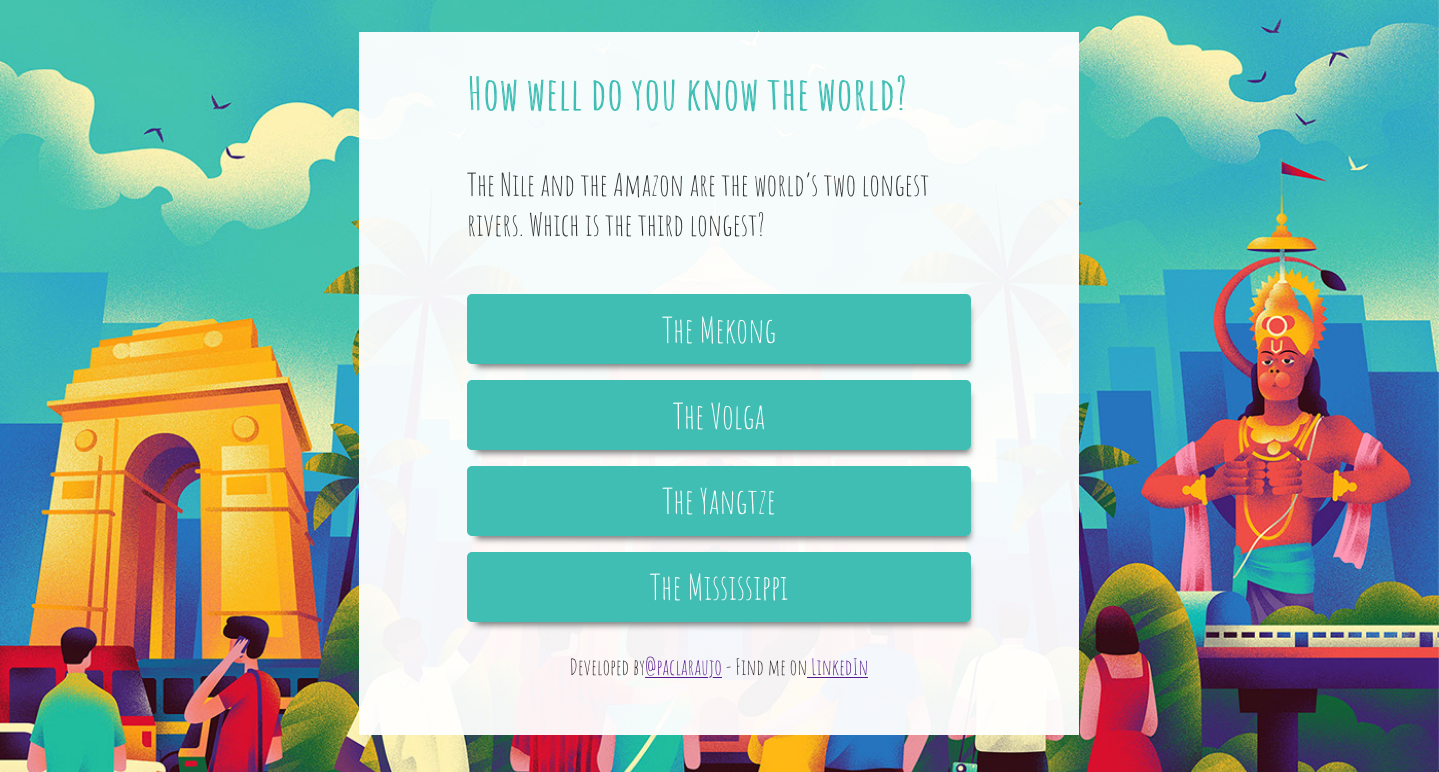 How well do you know the world?
The Nile and the Amazon are the world’s two longest
rivers. Which is the third longest?
The Mekong
The Volga
The Yangtze
The Mississippi
Developed by@paclaraujo - Find me on LinkedIn